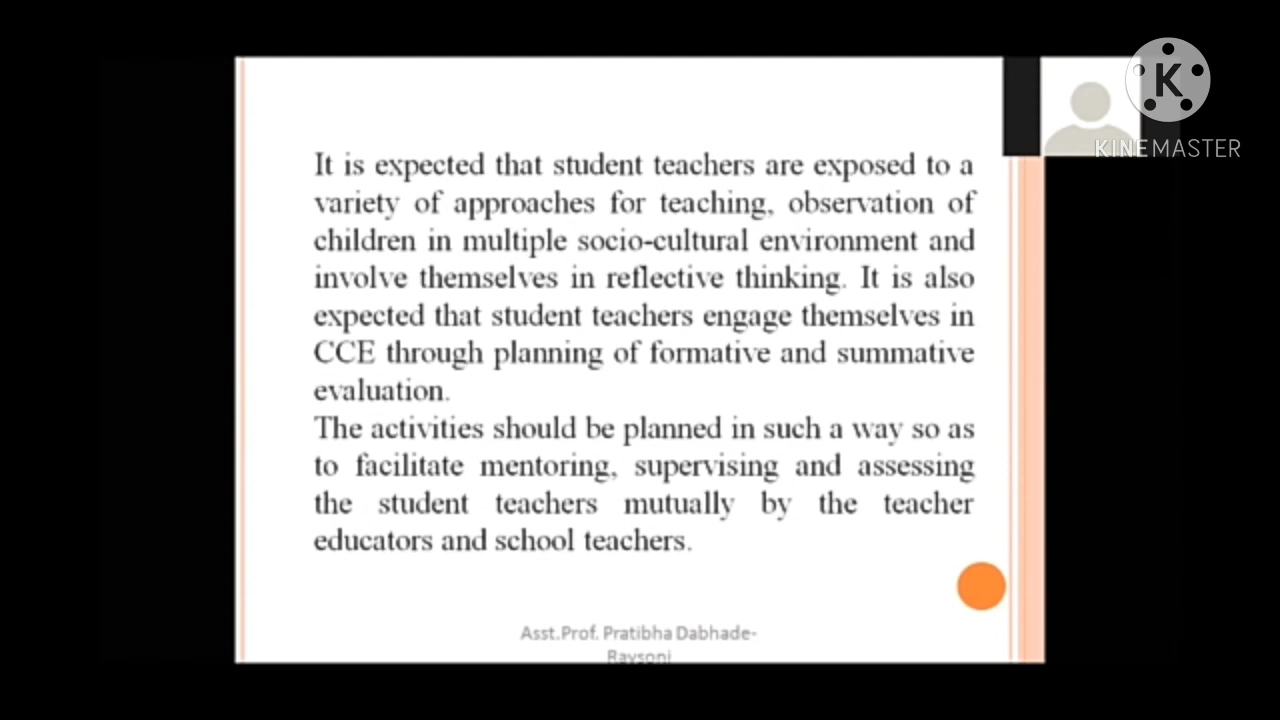 K
KINEMASTER
It is expected that student teachers are exposed to a
variety of approaches for teaching, observation of
children in multiple socio-cultural environment and
involve themselves in reflective thinking. It is also
expected that student teachers engage themselves in
CCE through planning of formative and summative
evaluation.
The activities should be planned in such a way so as
to facilitate mentoring, supervising and assessing
the student teachers mutually by the teacher
educators and school teachers.
Asst.Prof. Pratibha Dabhade-
Raysoni